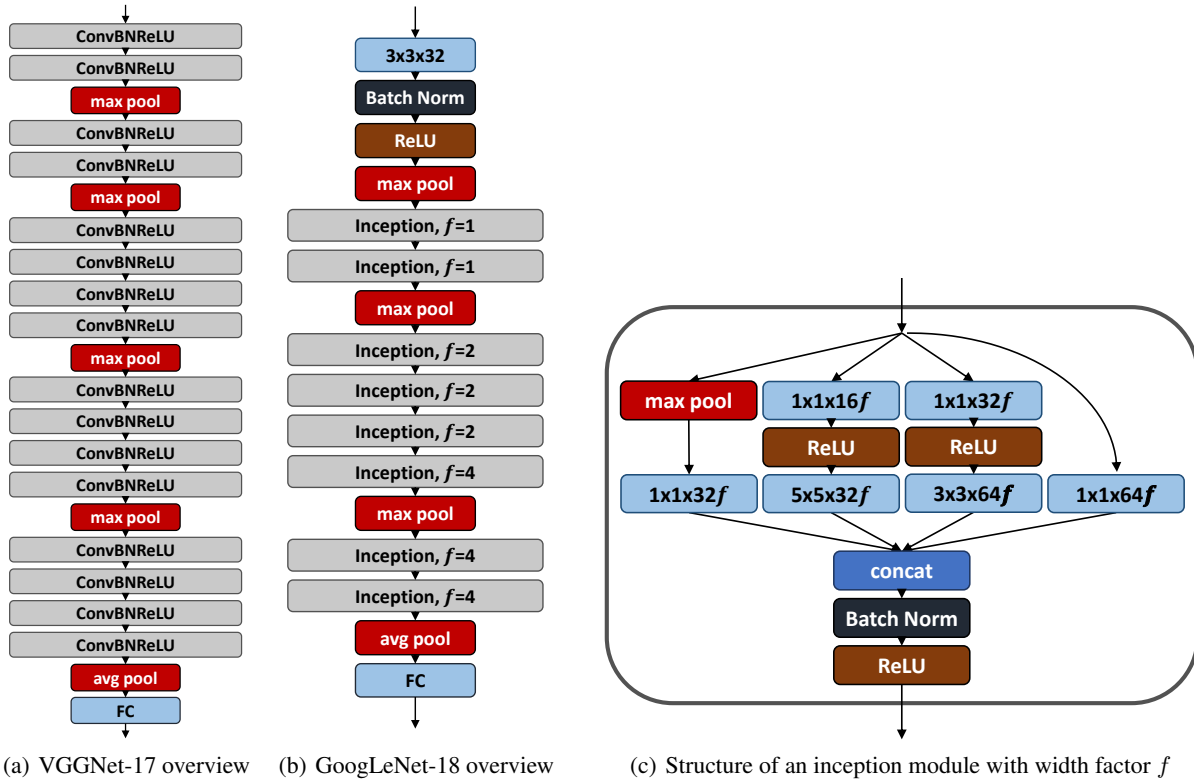 ConvBNReLU
ConvBNReLU
max pool
ConvBNReLU
ConvBNReLU
max pool
ConvBNReLU
ConvBNReLU
ConvBNReLU
ConvBNReLU
max pool
ConvBNReLU
ConvBNReLU
ConvBNReLU
ConvBNReLU
max pool
ConvBNReLU
ConvBNReLU
ConvBNReLU
ConvBNReLU
avg pool
FC
(a) VGGNet-17 overview
3x3x32
Batch Norm
ReLU
max pool
Inception, f=1
Inception, f=1
max pool
Inception, f=2
Inception, f=2
Inception, f=2
Inception, f=4
max pool
Inception, f=4
Inception, f=4
avg pool
FC
(b) GoogLeNet-18 overview
max pool 1x1x16f 1x1x32f
ReLU ReLU
1x1x32f 5x5x32f 3x3x64f 1x1x64f
concat
Batch Norm
ReLU
(c) Structure of an inception module with width factor f